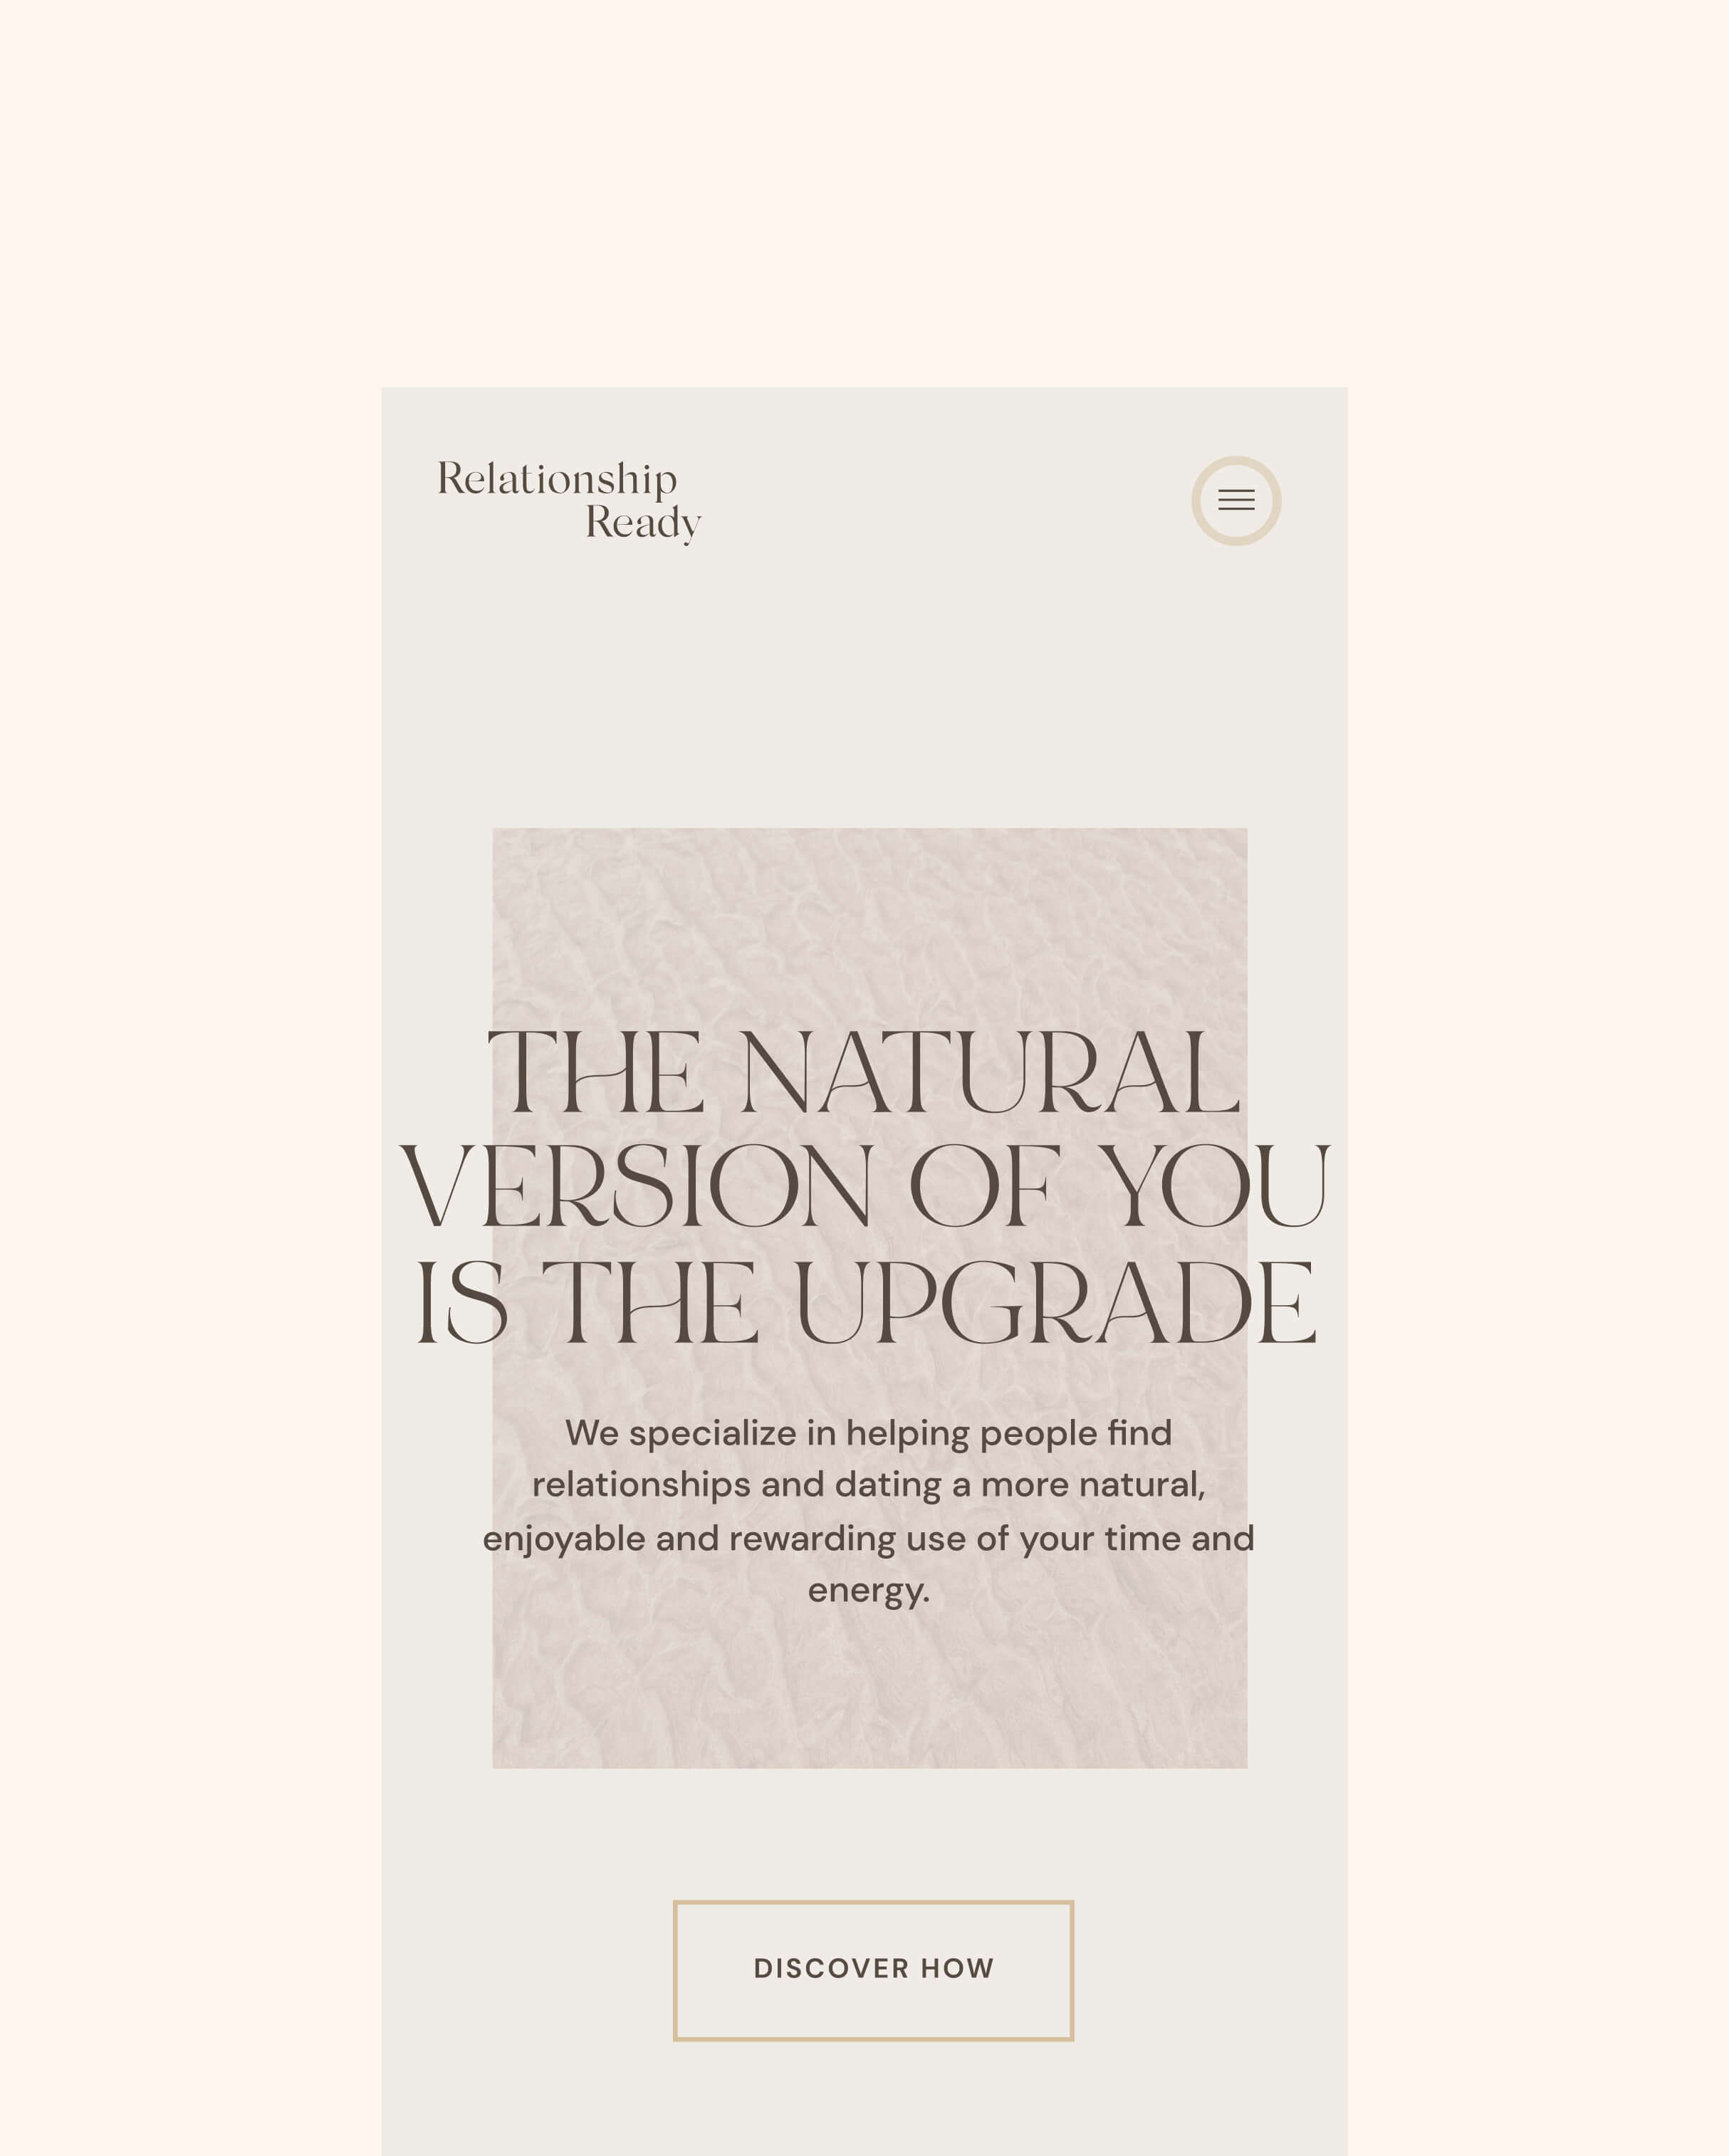 Relationship
Ready
THE NATURAL
VERSION OF YOU
IS THE UPGRADE
We specialize in helping people find
relationships and dating a more natural,
enjoyable and rewarding use of your time and
energy.
DISCOVER HOW